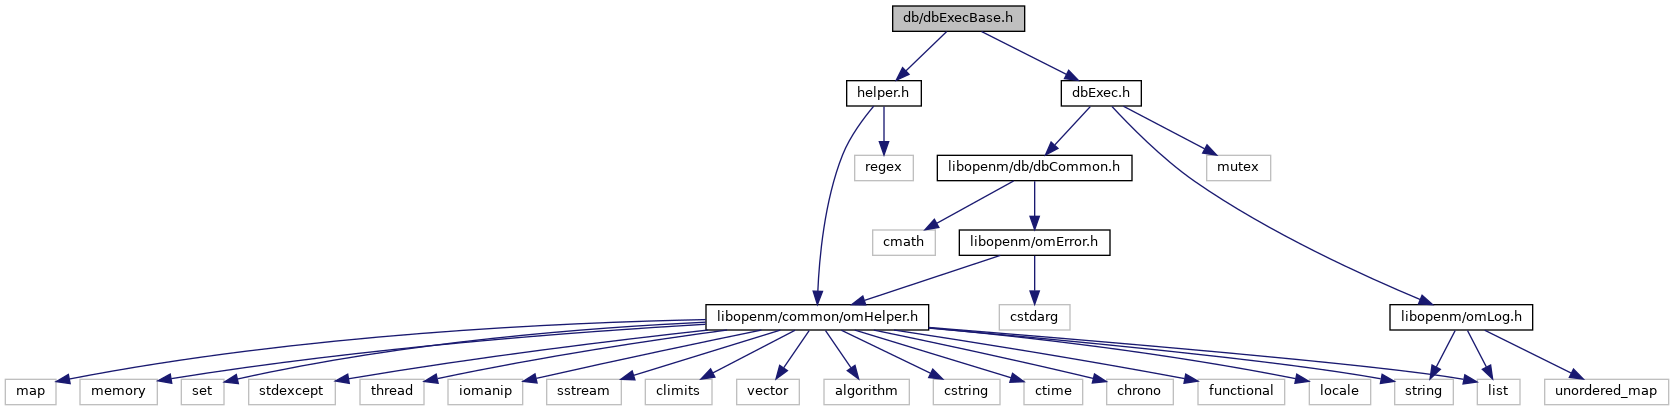 db/dbExecBase.h
helper.h
dbExec.h
regex
libopenm/db/dbCommon.h
mutex
cmath
libopenm/omError.h
libopenm/common/omHelper.h
cstdarg
libopenm/omLog.h
map
memory
set
stdexcept
thread
iomanip
sstream
climits
vector
algorithm
cstring
ctime
chrono
functional
locale
string
list
unordered_map